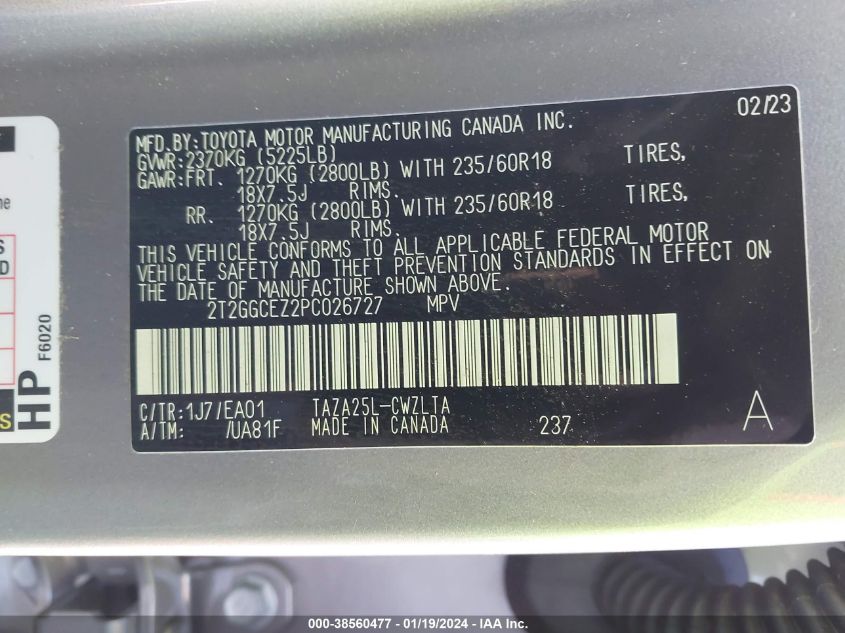 02/23
MFD.BY:TOYOTA MOTOR MANUFACTURING CANADA INC.
GVWR:2370KG (5225LB)
GAWR:FRT. 1270KG (2800LB) WITH 235/60R18 TIRES,
18X7.5J RIMS.
RR. 1270KG (2800LB) WITH 235/60R18 TIRES,
18X7.5J RIMS.
THIS VEHICLE CONFORMS TO ALL APPLICABLE FEDERAL MOTOR
VEHICLE SAFETY AND THEFT PREVENTION STANDARDS IN EFFECT ON
THE DATE OF MANUFACTURE SHOWN ABOVE.
2T2GGCEZ2PC026727 MPV
C/TR:1J7/EA01 TAZA25L-CWZLTA
A/TM: /UA81F MADE IN CANADA 237 A
HP F6020
S
D
S
000-38560477 - 01/19/2024 - IAA Inc.